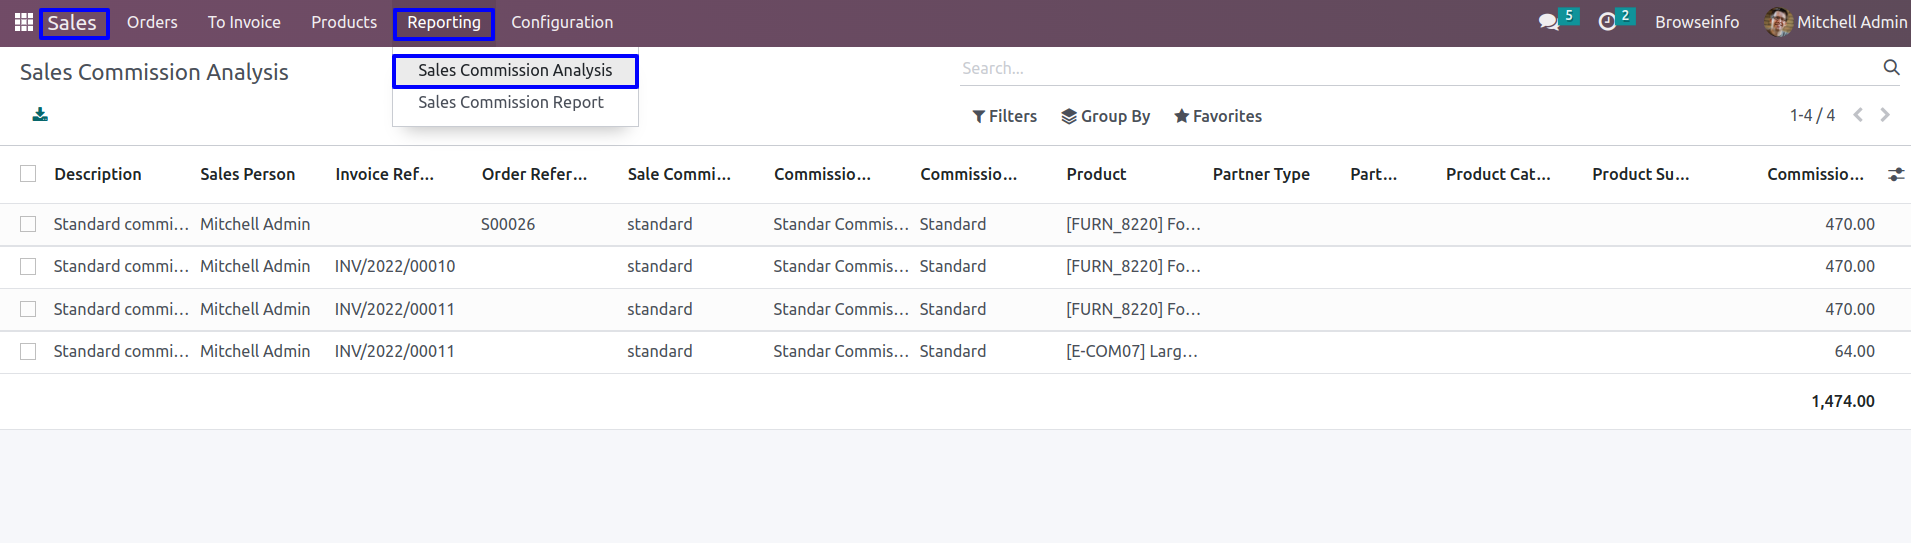 Sales Orders To Invoice Products Reporting Configuration 5 2 Browseinfo Mitchell Admin
Sales Commission Analysis Sales Commission Analysis Search...
Sales Commission Report
Filters Group By Favorites 1-4 / 4
Description Sales Person Invoice Ref... Order Refer... Sale Commi... Commissio... Commissio... Product Partner Type Part... Product Cat... Product Su... Commissio...
Standard commi... Mitchell Admin S00026 standard Standar Commis... Standard [FURN_8220] Fo... 470.00
Standard commi... Mitchell Admin INV/2022/00010 standard Standar Commis... Standard [FURN_8220] Fo... 470.00
Standard commi... Mitchell Admin INV/2022/00011 standard Standar Commis... Standard [FURN_8220] Fo... 470.00
Standard commi... Mitchell Admin INV/2022/00011 standard Standar Commis... Standard [E-COM07] Larg... 64.00
1,474.00